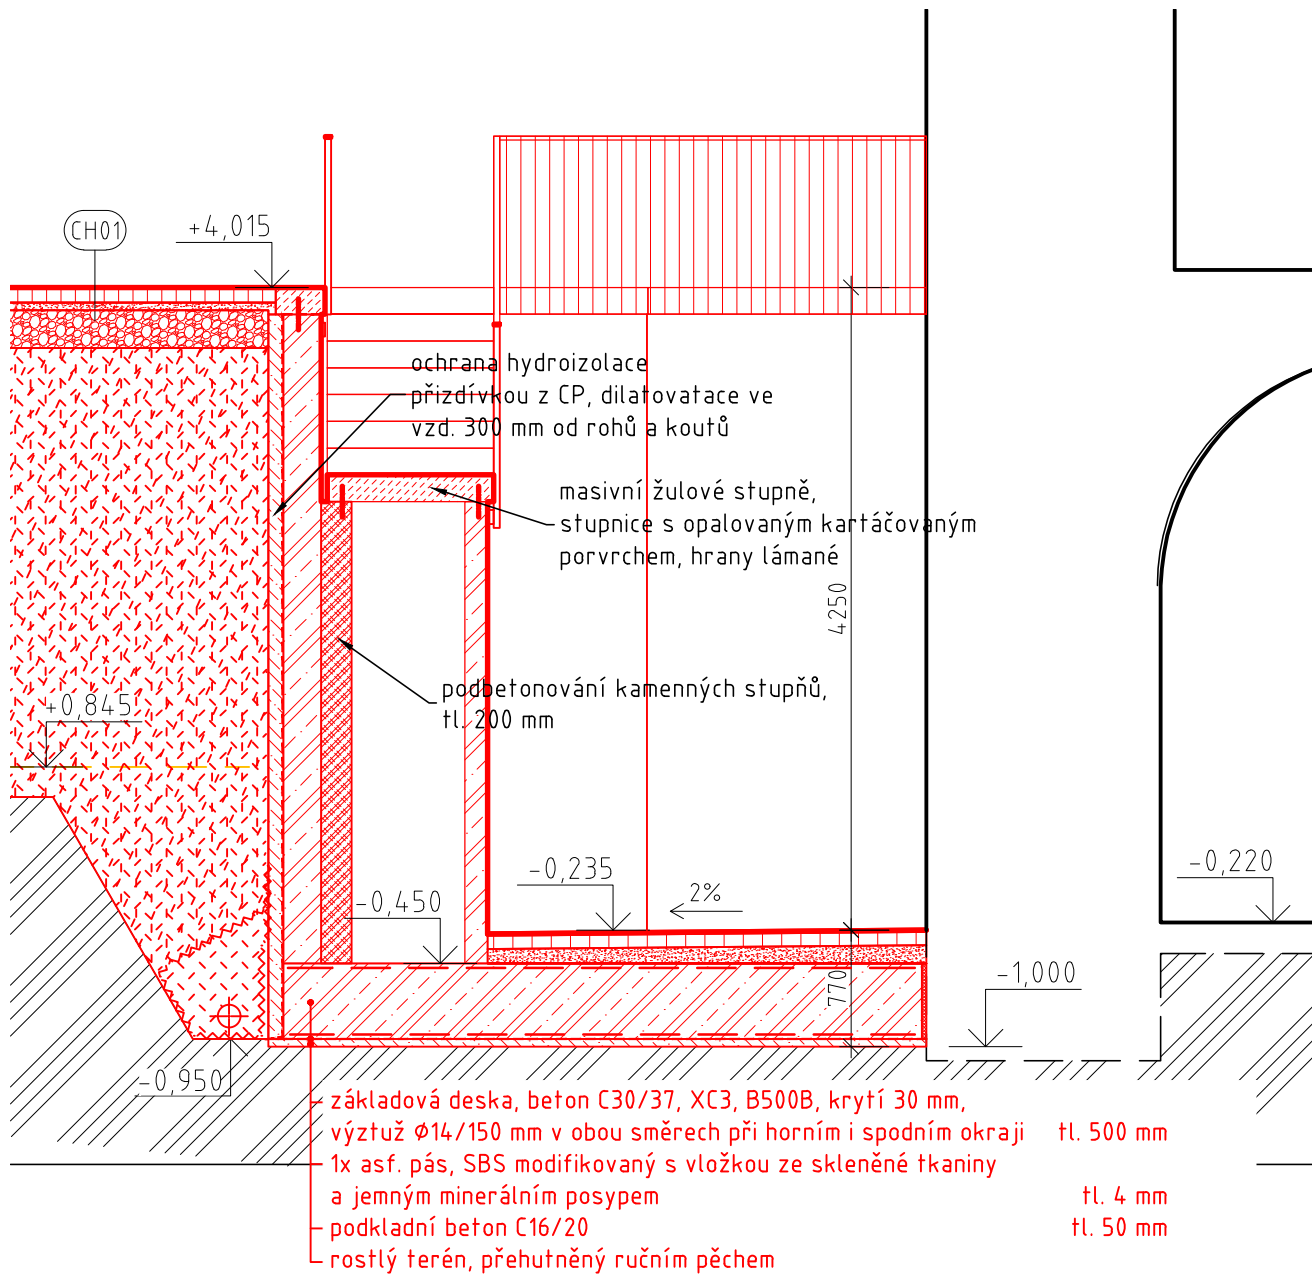 CH01
+4,015
ochrana hydroizolace
přizdívkou z CP, dilatovatace ve
vzd. 300 mm od rohů a koutů
masivní žulové stupně,
stupnice s opalovaným kartáčovaným
porvrchem, hrany lámané
4250
podbetonování kamenných stupňů,
tl. 200 mm
+0,845
-0,235
2%
-0,220
-0,450
-1,000
770
-0,950
základová deska, beton C30/37, XC3, B500B, krytí 30 mm,
výztuž Ø14/150 mm v obou směrech při horním i spodním okraji tl. 500 mm
1x asf. pás, SBS modifikovaný s vložkou ze skleněné tkaniny
a jemným minerálním posypem tl. 4 mm
podkladní beton C16/20 tl. 50 mm
rostlý terén, přehutněný ručním pěchem